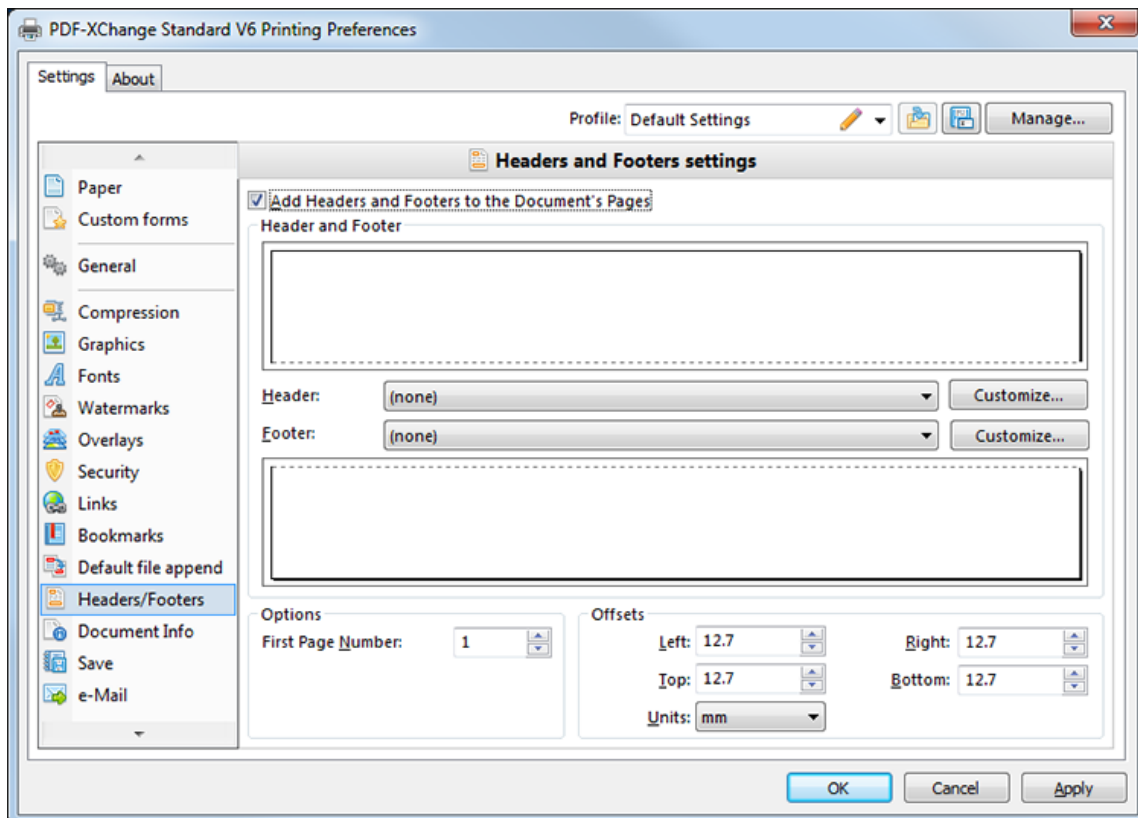 PDF-XChange Standard V6 Printing Preferences
Settings About
Profile: Default Settings Manage...
Headers and Footers settings
Paper
Custom forms
General
Compression
Graphics
Fonts
Watermarks
Overlays
Security
Links
Bookmarks
Default file append
Headers/Footers
Document Info
Save
e-Mail
Add Headers and Footers to the Document's Pages
Header and Footer
Header: (none) Customize...
Footer: (none) Customize...
Options
First Page Number: 1
Offsets
Left: 12.7 Right: 12.7
Top: 12.7 Bottom: 12.7
Units: mm
OK Cancel Apply